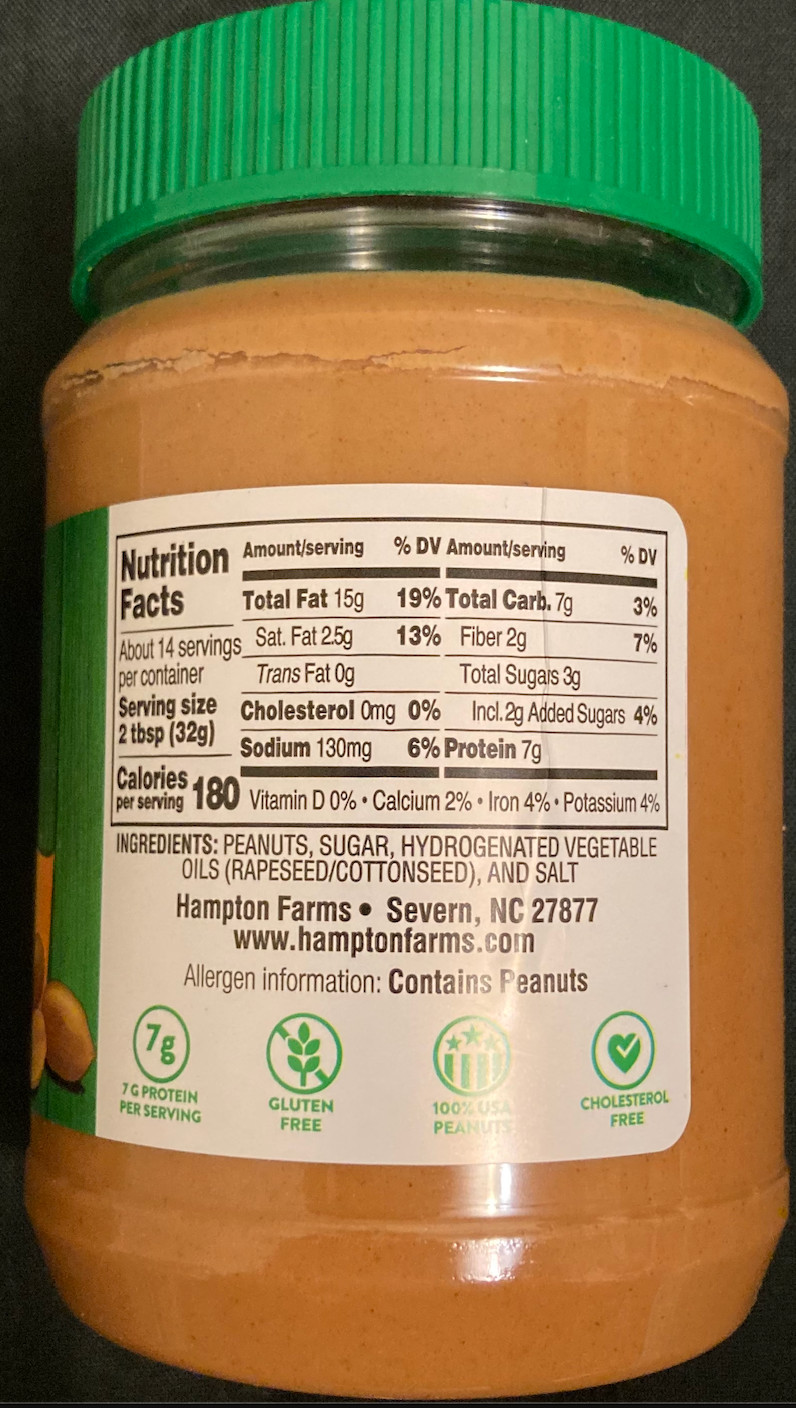 Nutrition Facts
About 14 servings per container
Serving size 2 tbsp (32g)
Calories per serving 180
Amount/serving % DV
Total Fat 15g 19%
Sat. Fat 2.5g 13%
Trans Fat 0g
Cholesterol 0mg 0%
Sodium 130mg 6%
Amount/serving % DV
Total Carb. 7g 3%
Fiber 2g 7%
Total Sugars 3g
Incl. 2g Added Sugars 4%
Protein 7g
Vitamin D 0% • Calcium 2% • Iron 4% • Potassium 4%
INGREDIENTS: PEANUTS, SUGAR, HYDROGENATED VEGETABLE
OILS (RAPESEED/COTTONSEED), AND SALT
Hampton Farms • Severn, NC 27877
www.hamptonfarms.com
Allergen information: Contains Peanuts
7g
7 G PROTEIN
PER SERVING
GLUTEN
FREE
100% USA
PEANUTS
CHOLESTEROL
FREE